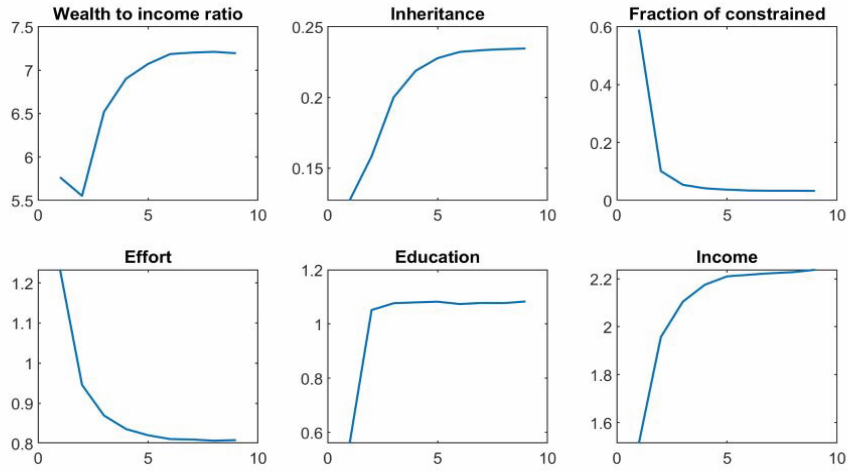 Wealth to income ratio
7.5
7
6.5
6
5.5
0 5 10
Inheritance
0.25
0.2
0.15
0 5 10
Fraction of constrained
0.6
0.4
0.2
0
0 5 10
Effort
1.2
1.1
1
0.9
0.8
0 5 10
Education
1.2
1
0.8
0.6
0 5 10
Income
2.2
2
1.8
1.6
0 5 10